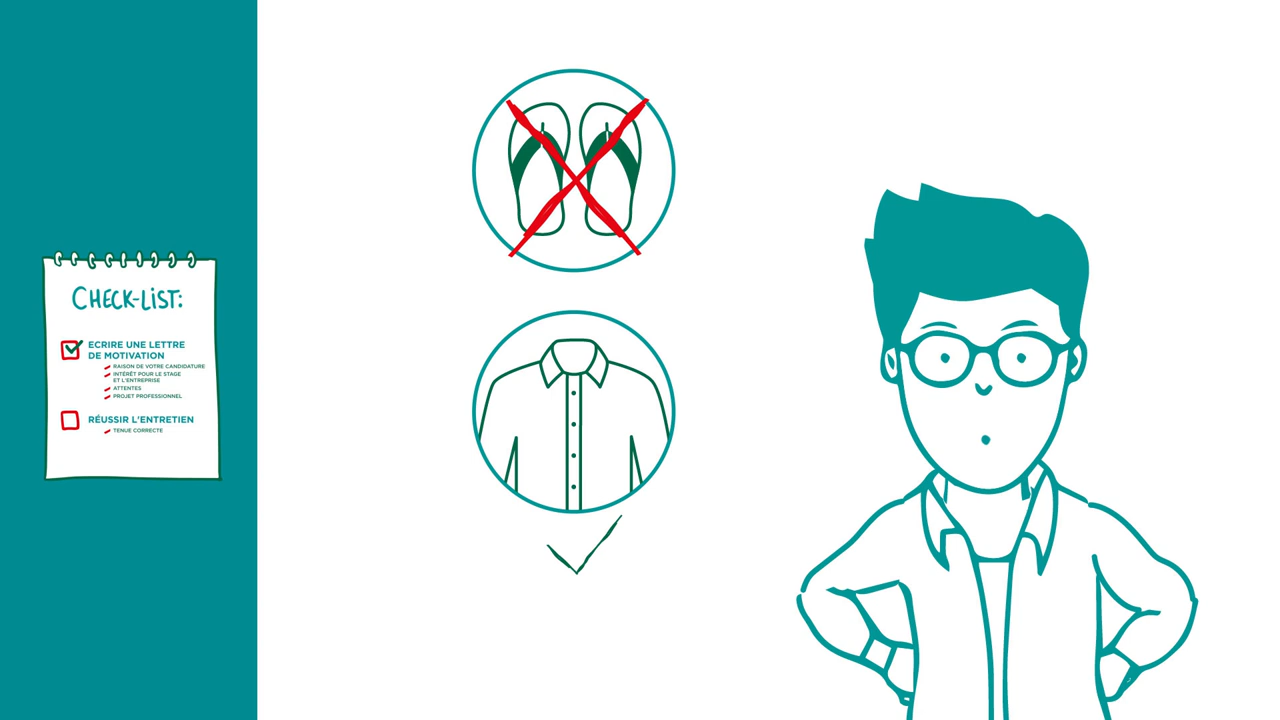 CHECK-LiST:
ECRIRE UNE LETTRE
DE MOTIVATION
RAISON DE VOTRE CANDIDATURE
INTÉRÊT POUR LE STAGE
ET L'ENTREPRISE
ATTENTES
PROJET PROFESSIONNEL
RÉUSSIR L'ENTRETIEN
TENUE CORRECTE